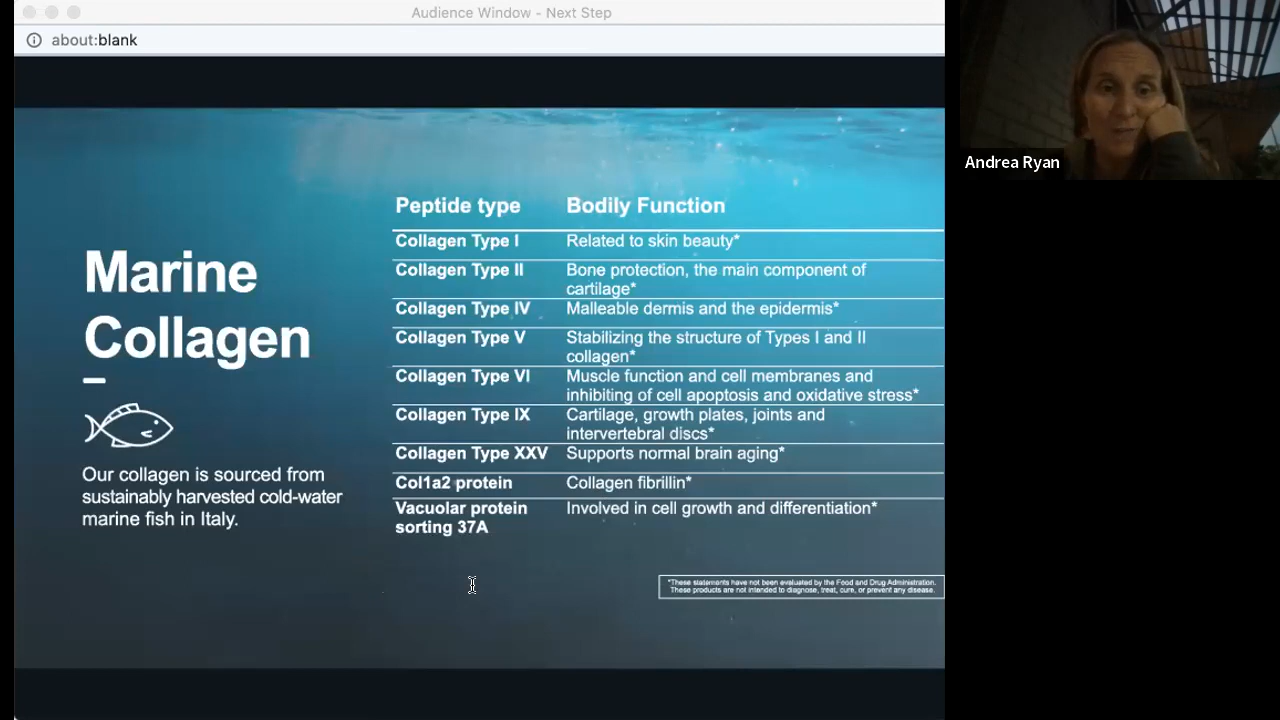 Audience Window - Next Step
about:blank
Marine
Collagen
Our collagen is sourced from
sustainably harvested cold-water
marine fish in Italy.
Peptide type Bodily Function
Collagen Type I Related to skin beauty*
Collagen Type II Bone protection, the main component of
cartilage*
Collagen Type IV Malleable dermis and the epidermis*
Collagen Type V Stabilizing the structure of Types I and II
collagen*
Collagen Type VI Muscle function and cell membranes and
inhibiting of cell apoptosis and oxidative stress*
Collagen Type IX Cartilage, growth plates, joints and
intervertebral discs*
Collagen Type XXV Supports normal brain aging*
Col1a2 protein Collagen fibrillin*
Vacuolar protein Involved in cell growth and differentiation*
sorting 37A
*These statements have not been evaluated by the Food and Drug Administration.
These products are not intended to diagnose, treat, cure, or prevent any disease.
Andrea Ryan